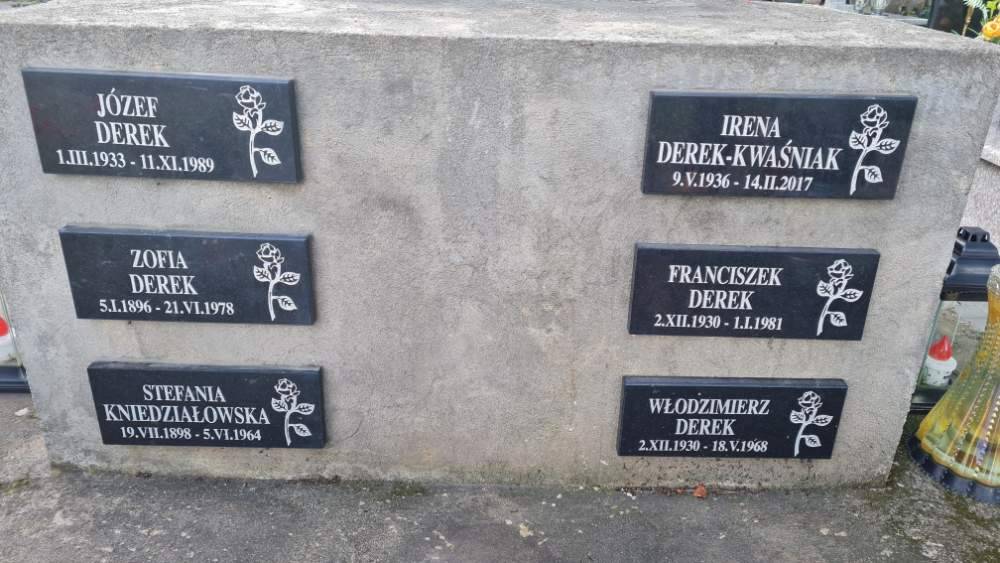 JÓZEF
DEREK
1.III.1933 - 11.XI.1989
ZOFIA
DEREK
5.I.1896 - 21.VI.1978
STEFANIA
KNIEDZIAŁOWSKA
19.VII.1898 - 5.VI.1964
IRENA
DEREK-KWAŚNIAK
9.V.1936 - 14.II.2017
FRANCISZEK
DEREK
2.XII.1930 - 1.I.1981
WŁODZIMIERZ
DEREK
2.XII.1930 - 18.V.1968